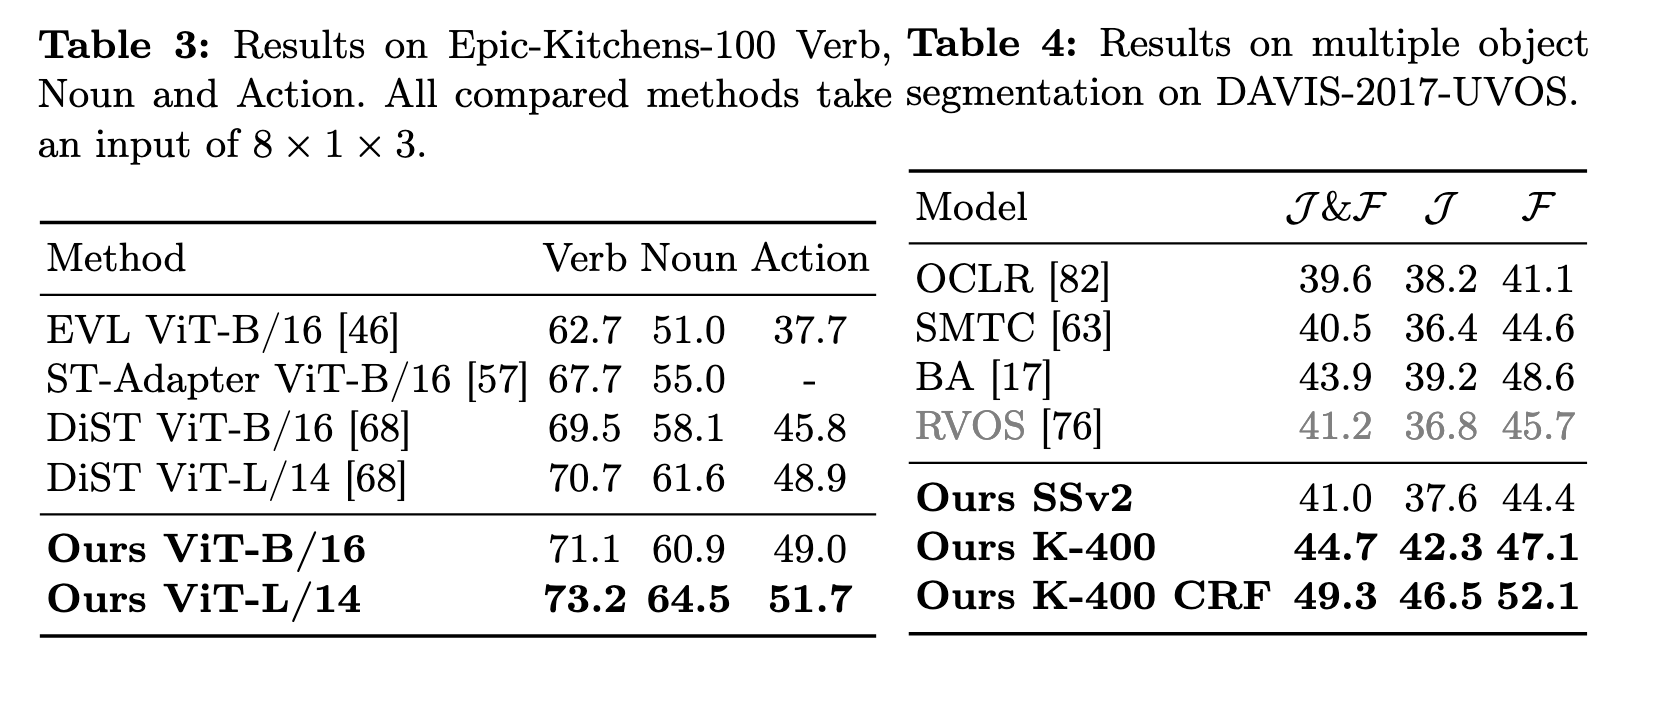 Table 3: Results on Epic-Kitchens-100 Verb,
Noun and Action. All compared methods take
an input of 8 × 1 × 3.
Method Verb Noun Action
EVL ViT-B/16 [46] 62.7 51.0 37.7
ST-Adapter ViT-B/16 [57] 67.7 55.0 -
DiST ViT-B/16 [68] 69.5 58.1 45.8
DiST ViT-L/14 [68] 70.7 61.6 48.9
Ours ViT-B/16 71.1 60.9 49.0
Ours ViT-L/14 73.2 64.5 51.7
Table 4: Results on multiple object
segmentation on DAVIS-2017-UVOS.
Model 𝒥&ℱ 𝒥 ℱ
OCLR [82] 39.6 38.2 41.1
SMTC [63] 40.5 36.4 44.6
BA [17] 43.9 39.2 48.6
RVOS [76] 41.2 36.8 45.7
Ours SSv2 41.0 37.6 44.4
Ours K-400 44.7 42.3 47.1
Ours K-400 CRF 49.3 46.5 52.1